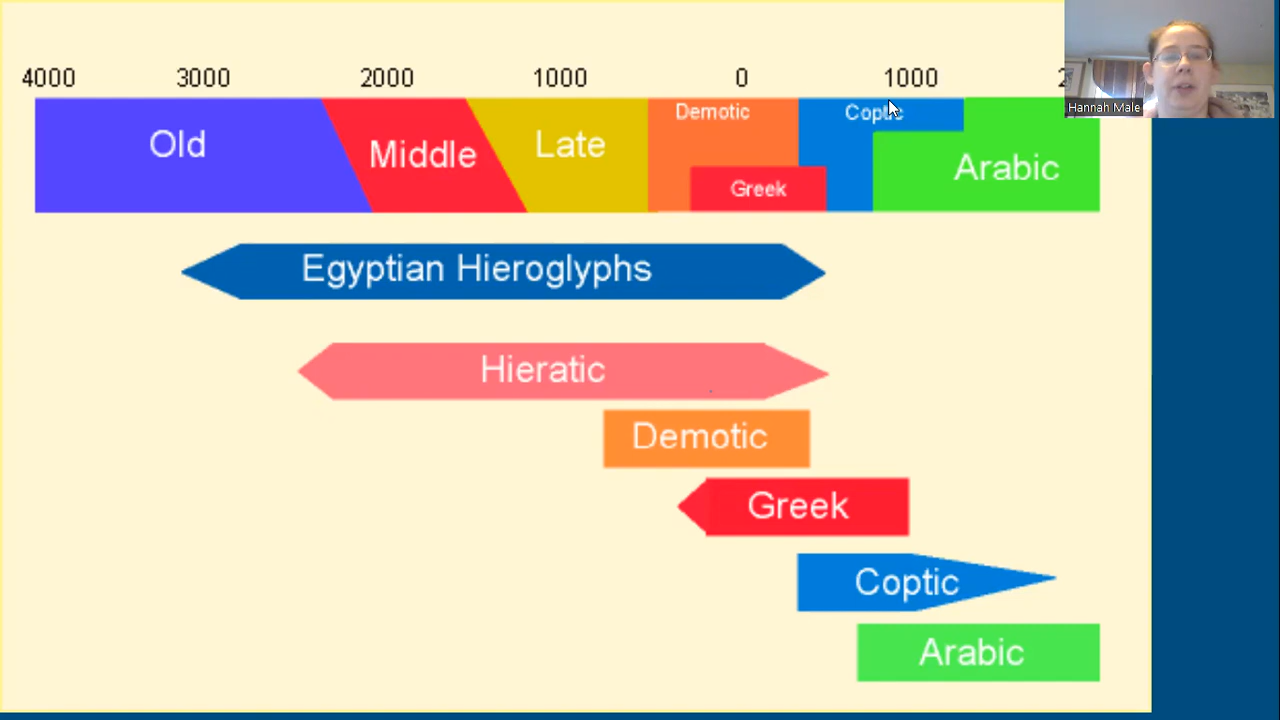 4000 3000 2000 1000 0 1000
Old Middle Late Demotic Greek Coptic Arabic
Hannah Male
Egyptian Hieroglyphs
Hieratic
Demotic
Greek
Coptic
Arabic